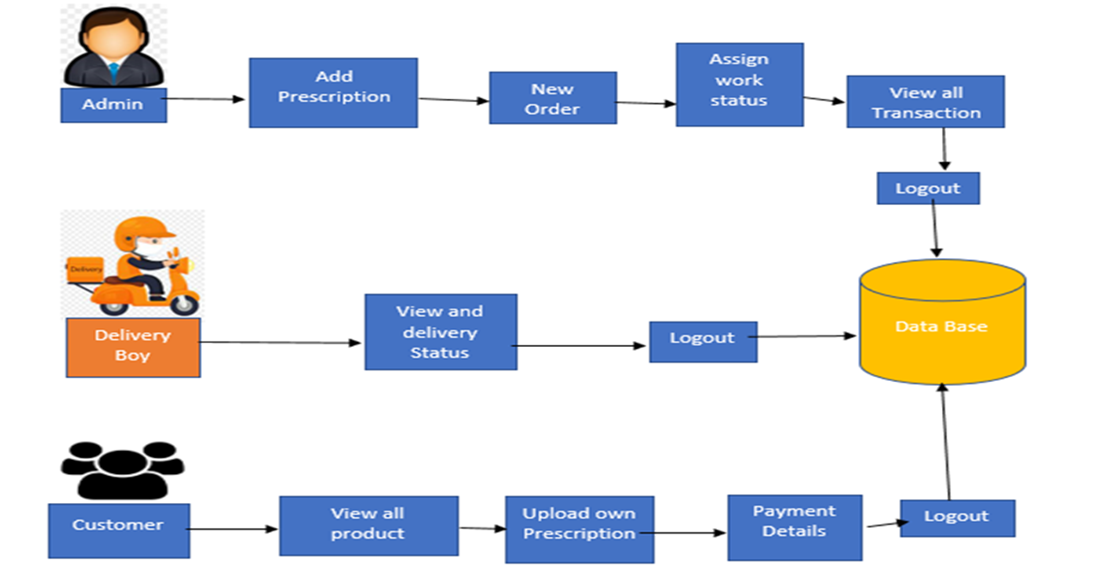 Admin
Add
Prescription
New
Order
Assign
work
status
View all
Transaction
Logout
Delivery
Delivery
Boy
View and
delivery
Status
Logout
Data Base
Customer
View all
product
Upload own
Prescription
Payment
Details
Logout